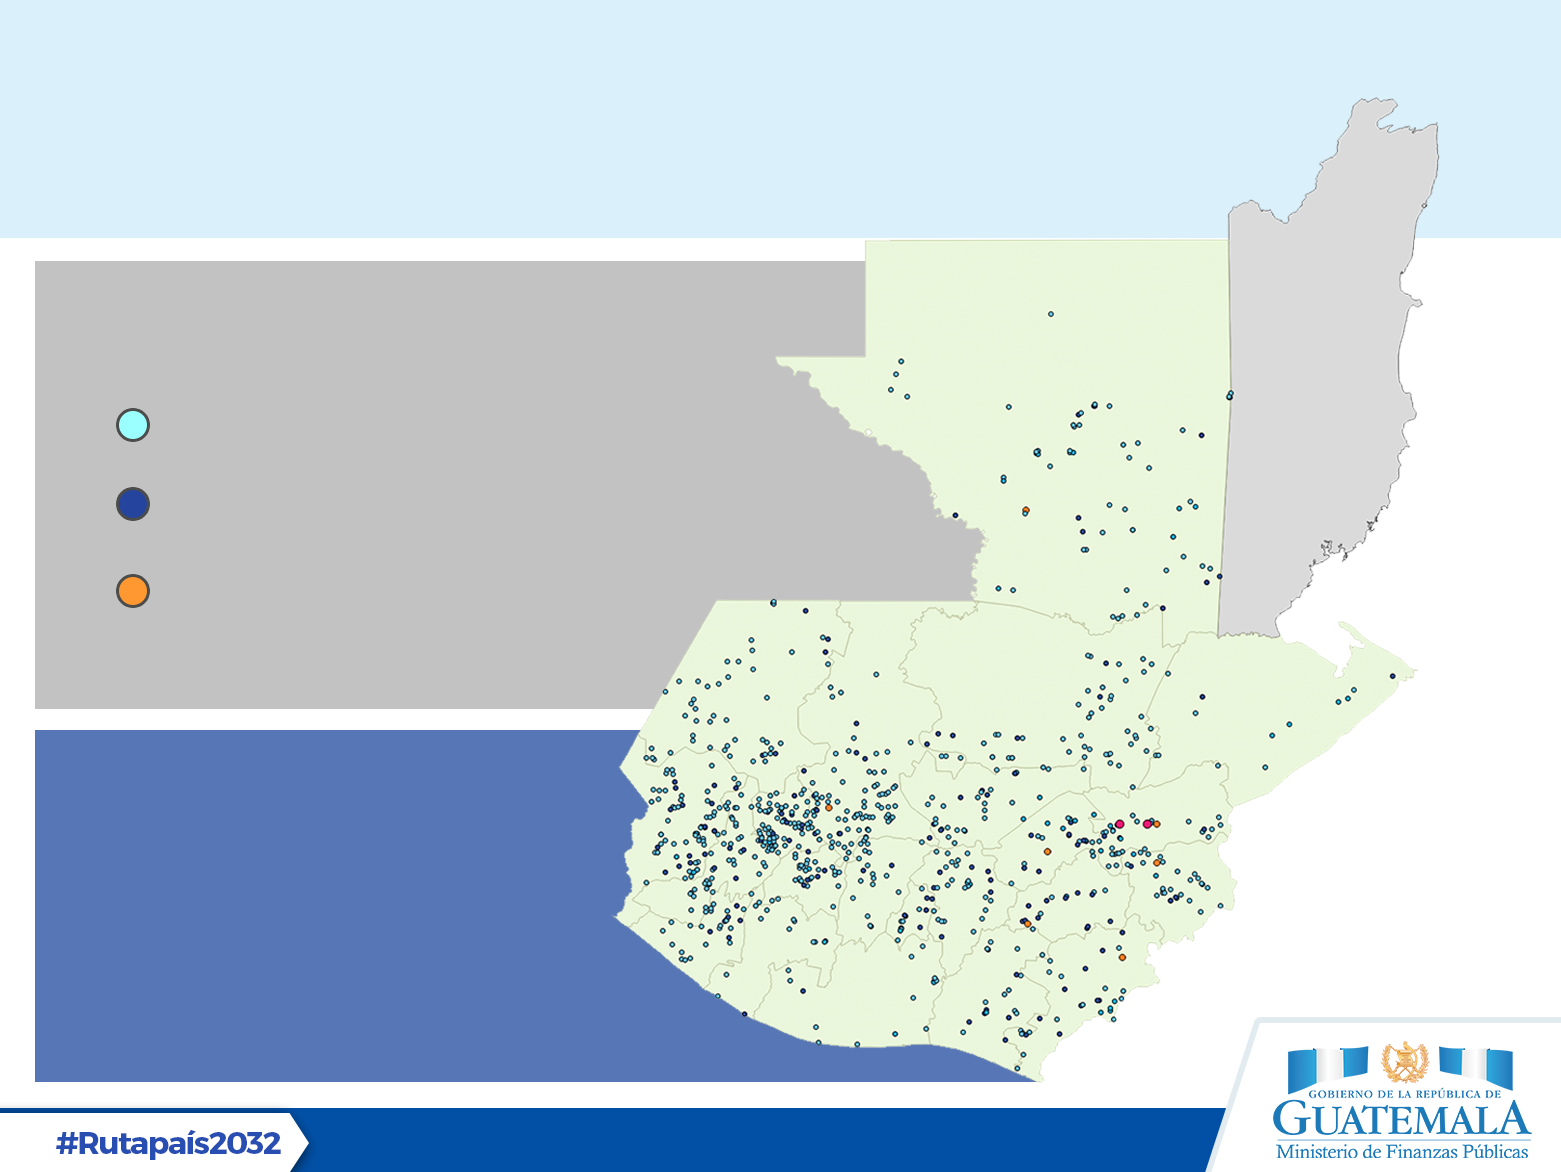 #Rutapaís2032
GOBIERNO DE LA REPÚBLICA DE
GUATEMALA
Ministerio de Finanzas Públicas